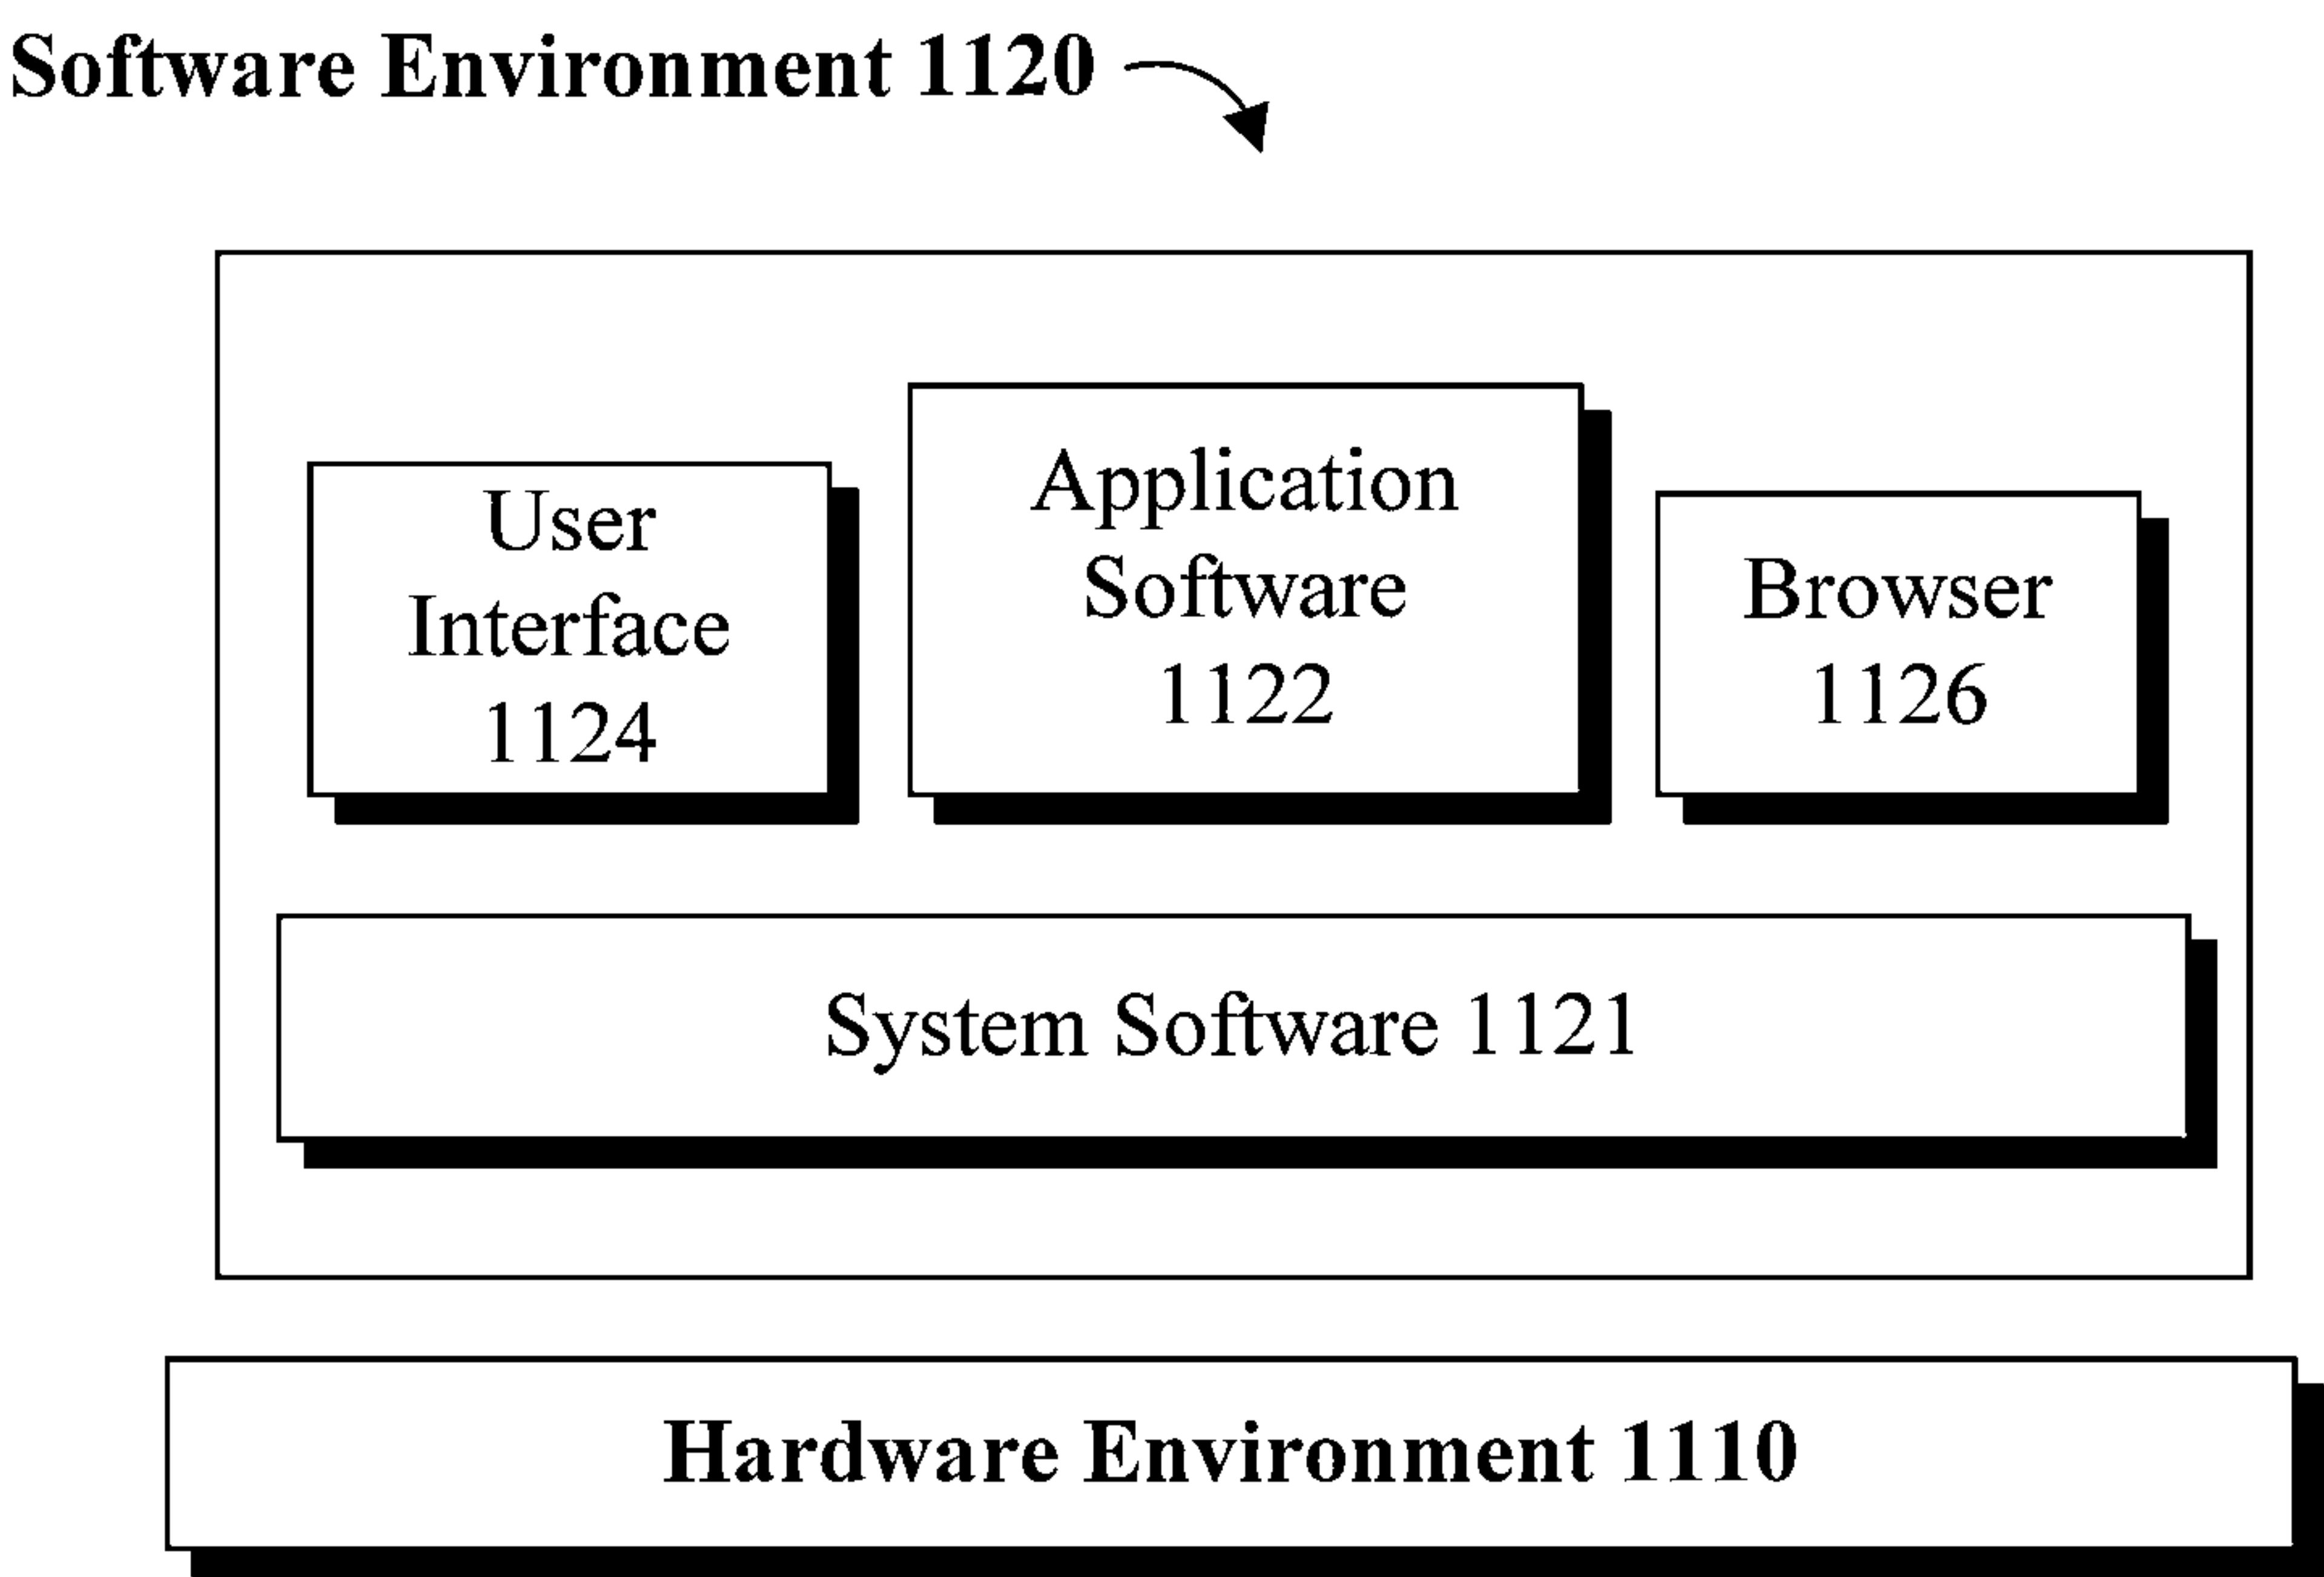 Software Environment 1120
User
Interface
1124
Application
Software
1122
Browser
1126
System Software 1121
Hardware Environment 1110